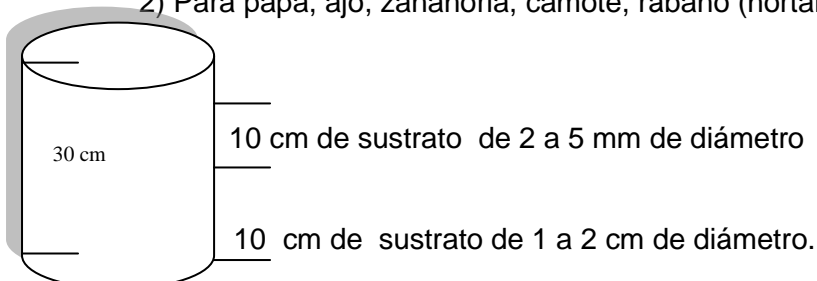 2) Para papa, ajo, zanahoria, camote, rábano
10 cm de sustrato de 2 a 5 mm de diámetro
30 cm
10 cm de sustrato de 1 a 2 cm de diámetro.